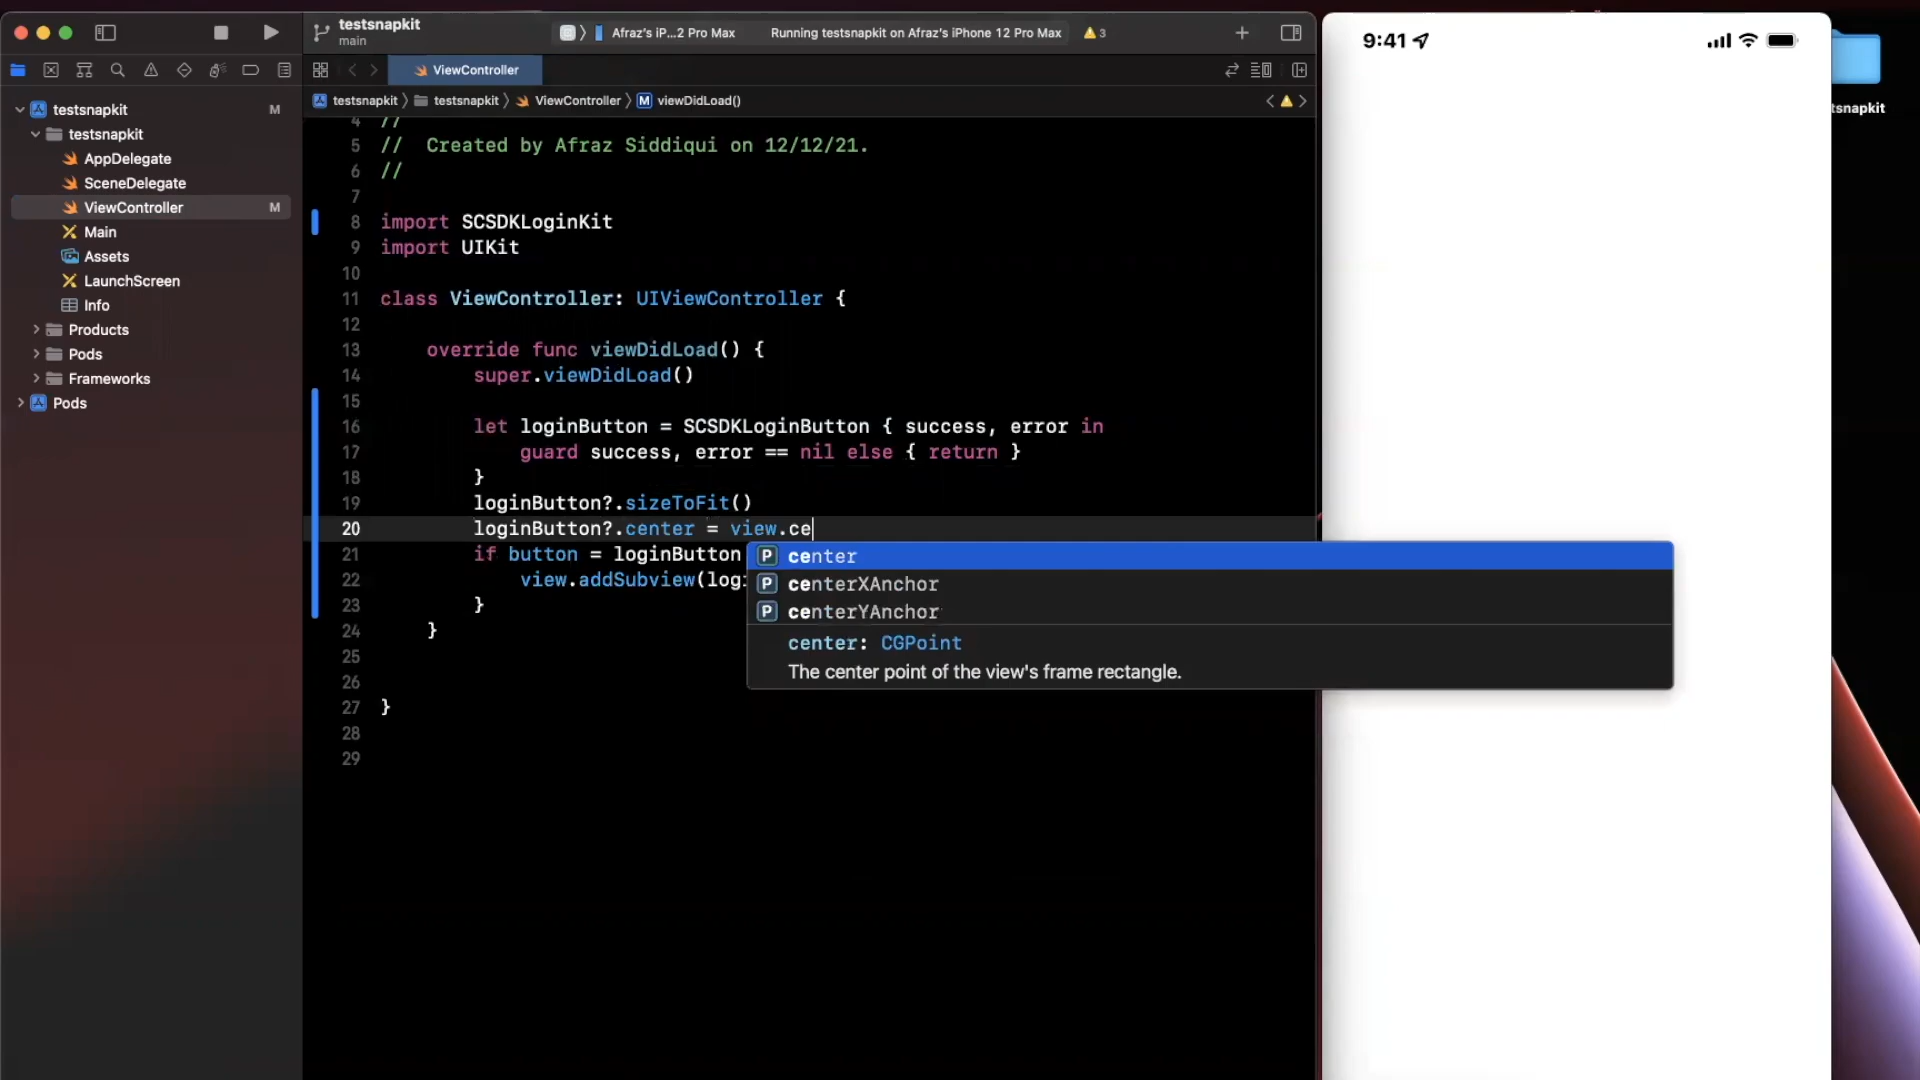 testsnapkit
main
Afraz's iP...2 Pro Max
Running testsnapkit on Afraz's iPhone 12 Pro Max
3
ViewController
testsnapkit
testsnapkit
ViewController
M
viewDidLoad()
testsnapkit
M
testsnapkit
AppDelegate
SceneDelegate
ViewController
M
Main
Assets
LaunchScreen
Info
Products
Pods
Frameworks
Pods
4 //
5 // Created by Afraz Siddiqui on 12/12/21.
6 //
7
8 import SCSDKLoginKit
9 import UIKit
10
11 class ViewController: UIViewController {
12
13 override func viewDidLoad() {
14 super.viewDidLoad()
15
16 let loginButton = SCSDKLoginButton { success, error in
17 guard success, error == nil else { return }
18 }
19 loginButton?.sizeToFit()
20 loginButton?.center = view.ce
21 if button = loginButton
22 view.addSubview(logi
23 }
24 }
25
26
27 }
28
29
P center
P centerXAnchor
P centerYAnchor
center: CGPoint
The center point of the view's frame rectangle.
9:41
tsnapkit